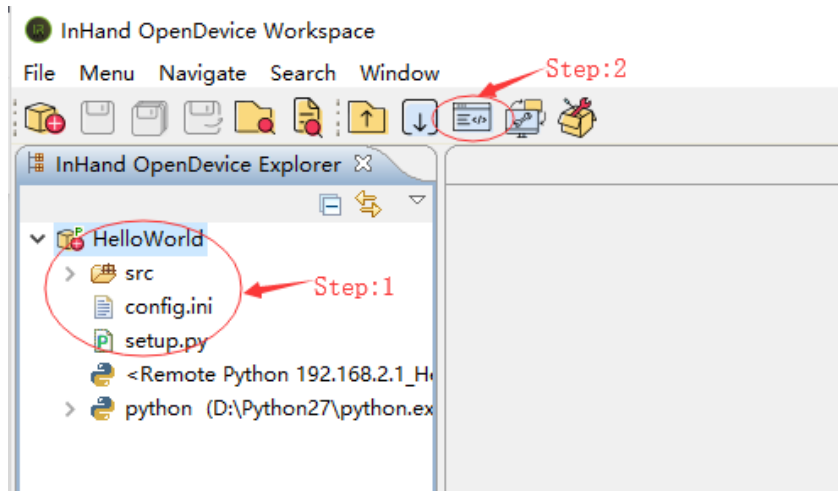 InHand OpenDevice Workspace
File Menu Navigate Search Window
Step:2
InHand OpenDevice Explorer
HelloWorld
src
Step:1
config.ini
setup.py
<Remote Python 192.168.2.1_H
python (D:\Python27\python.ex